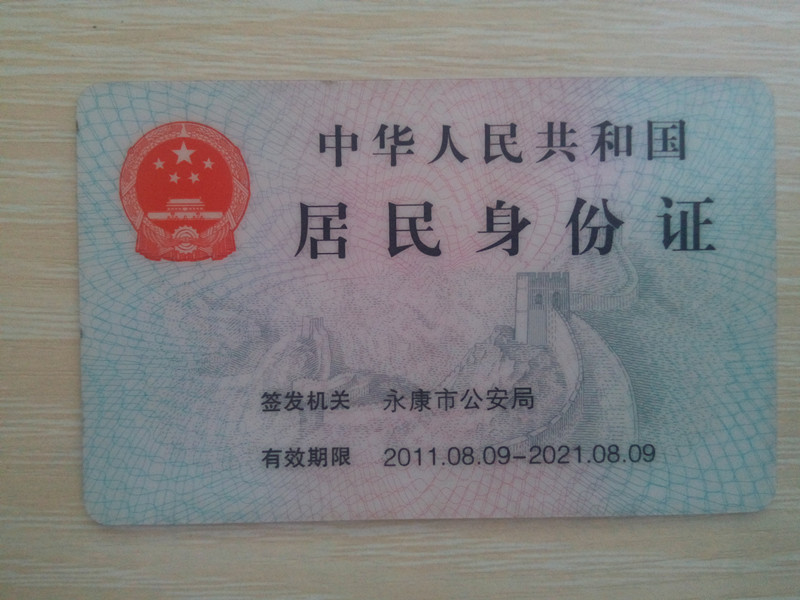 中华人民共和国
居民身份证
签发机关 永康市公安局
有效期限 2011.08.09-2021.08.09